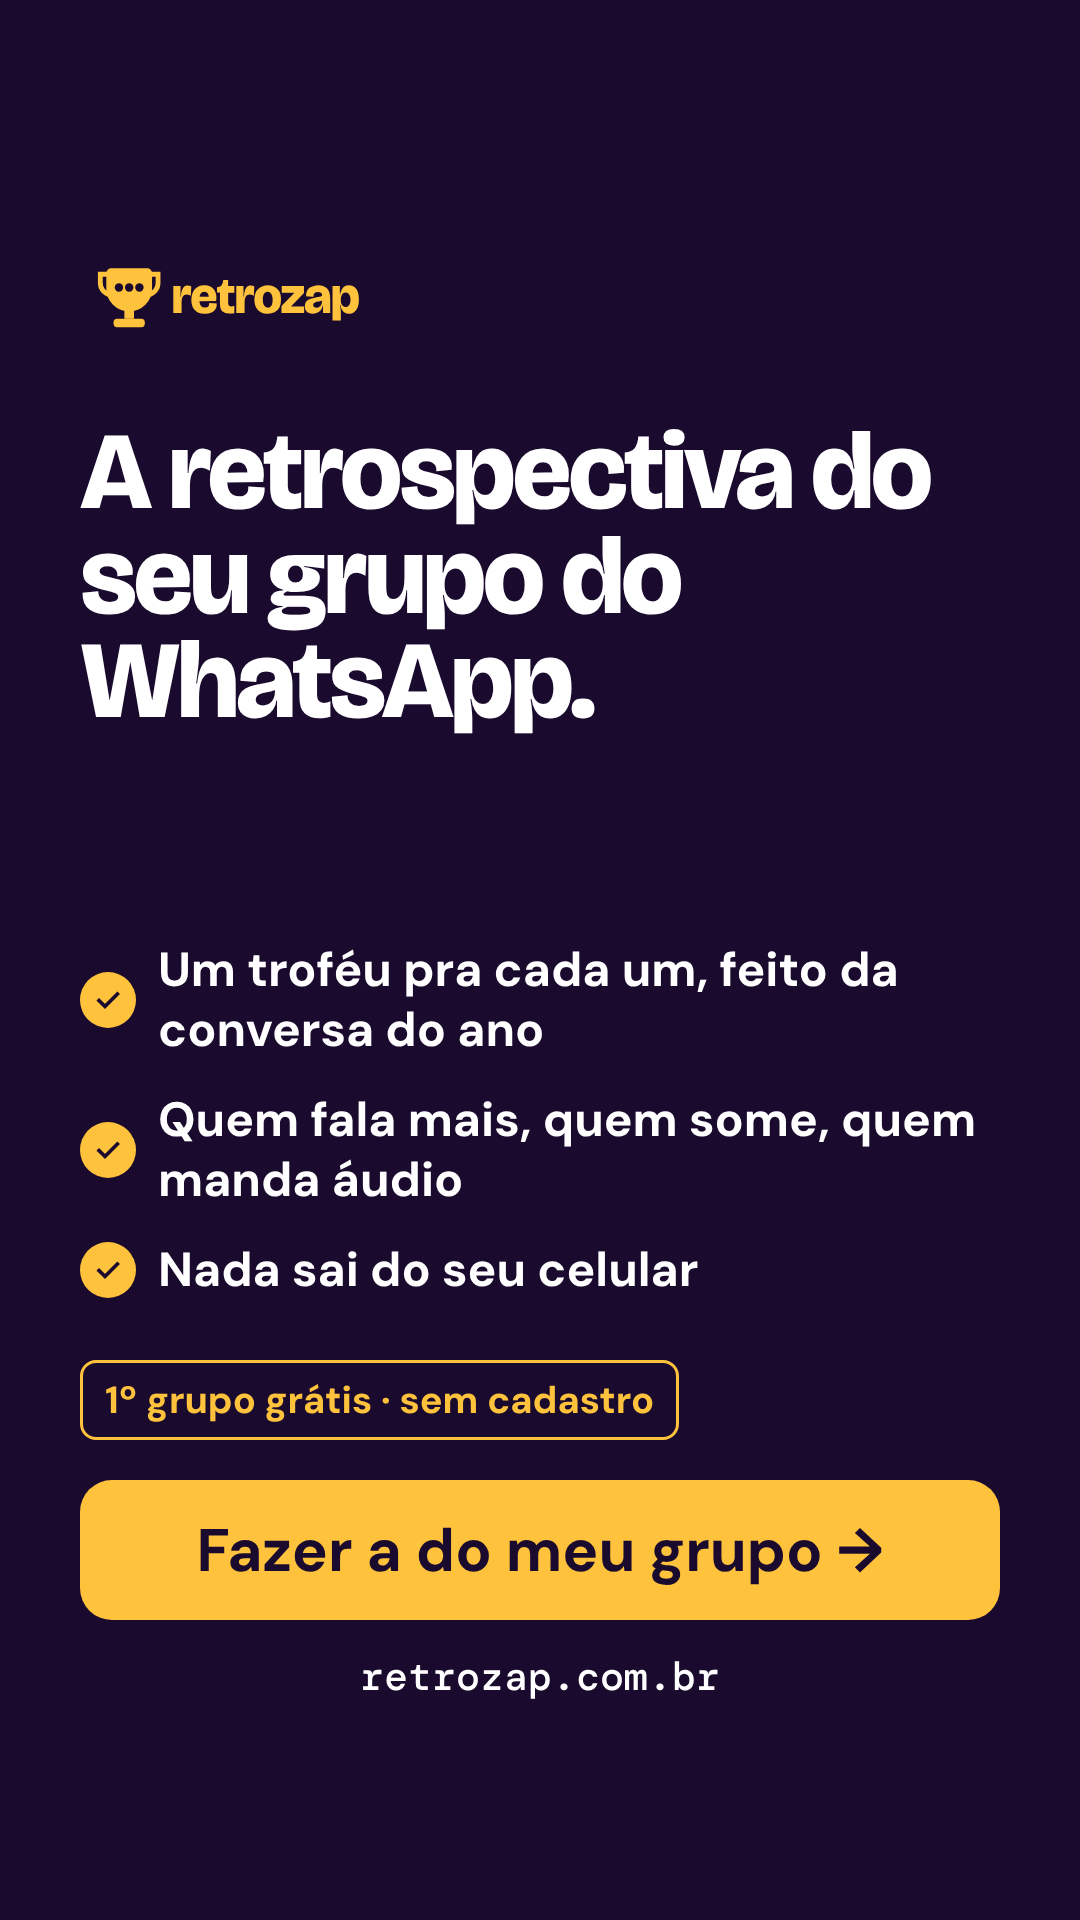 retrozap
A retrospectiva do
seu grupo do
WhatsApp.
Um troféu pra cada um, feito da
conversa do ano
Quem fala mais, quem some, quem
manda áudio
Nada sai do seu celular
1º grupo grátis · sem cadastro
Fazer a do meu grupo →
retrozap.com.br